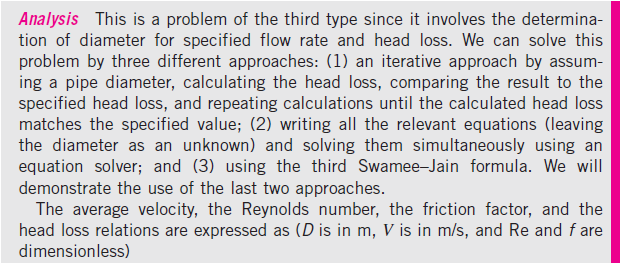 Analysis This is a problem of the third type since it involves the determina-
tion of diameter for specified flow rate and head loss. We can solve this
problem by three different approaches: (1) an iterative approach by assum-
ing a pipe diameter, calculating the head loss, comparing the result to the
specified head loss, and repeating calculations until the calculated head loss
matches the specified value; (2) writing all the relevant equations (leaving
the diameter as an unknown) and solving them simultaneously using an
equation solver; and (3) using the third Swamee–Jain formula. We will
demonstrate the use of the last two approaches.
The average velocity, the Reynolds number, the friction factor, and the
head loss relations are expressed as (D is in m, V is in m/s, and Re and f are
dimensionless)